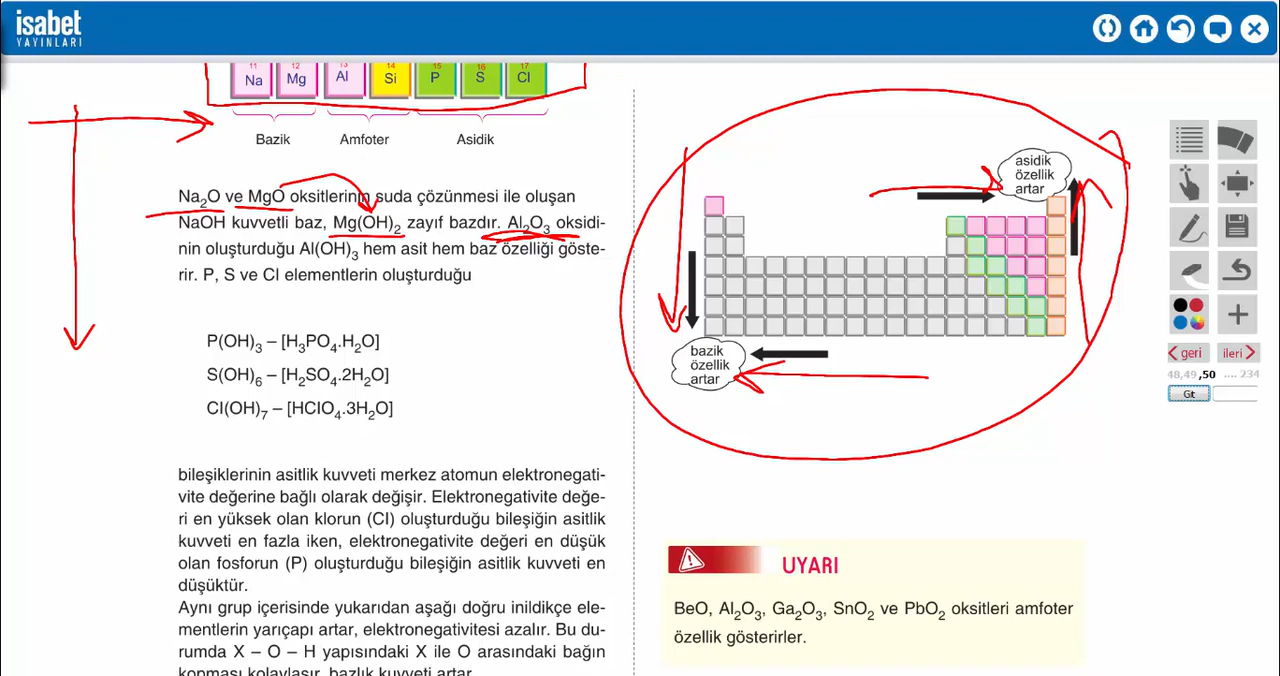 isabet
YAYINLARI
11 12 13 14 15 16 17
Na Mg Al Si P S Cl
Bazik Amfoter Asidik
Na2O ve MgO oksitlerinin suda çözünmesi ile oluşan
NaOH kuvvetli baz, Mg(OH)2 zayıf bazdır. Al2O3 oksidi-
nin oluşturduğu Al(OH)3 hem asit hem baz özelliği göste-
rir. P, S ve Cl elementlerin oluşturduğu
P(OH)3 – [H3PO4.H2O]
S(OH)6 – [H2SO4.2H2O]
Cl(OH)7 – [HClO4.3H2O]
bileşiklerinin asitlik kuvveti merkez atomun elektronegati-
vite değerine bağlı olarak değişir. Elektronegativite değe-
ri en yüksek olan klorun (Cl) oluşturduğu bileşiğin asitlik
kuvveti en fazla iken, elektronegativite değeri en düşük
olan fosforun (P) oluşturduğu bileşiğin asitlik kuvveti en
düşüktür.
Aynı grup içerisinde yukarıdan aşağı doğru inildikçe ele-
mentlerin yarıçapı artar, elektronegativitesi azalır. Bu du-
rumda X – O – H yapısındaki X ile O arasındaki bağın
kopması kolaylaşır, bazlık kuvveti artar.
asidik
özellik
artar
bazik
özellik
artar
UYARI
BeO, Al2O3, Ga2O3, SnO2 ve PbO2 oksitleri amfoter
özellik gösterirler.
geri ileri
48,49,50 .... 234
Git